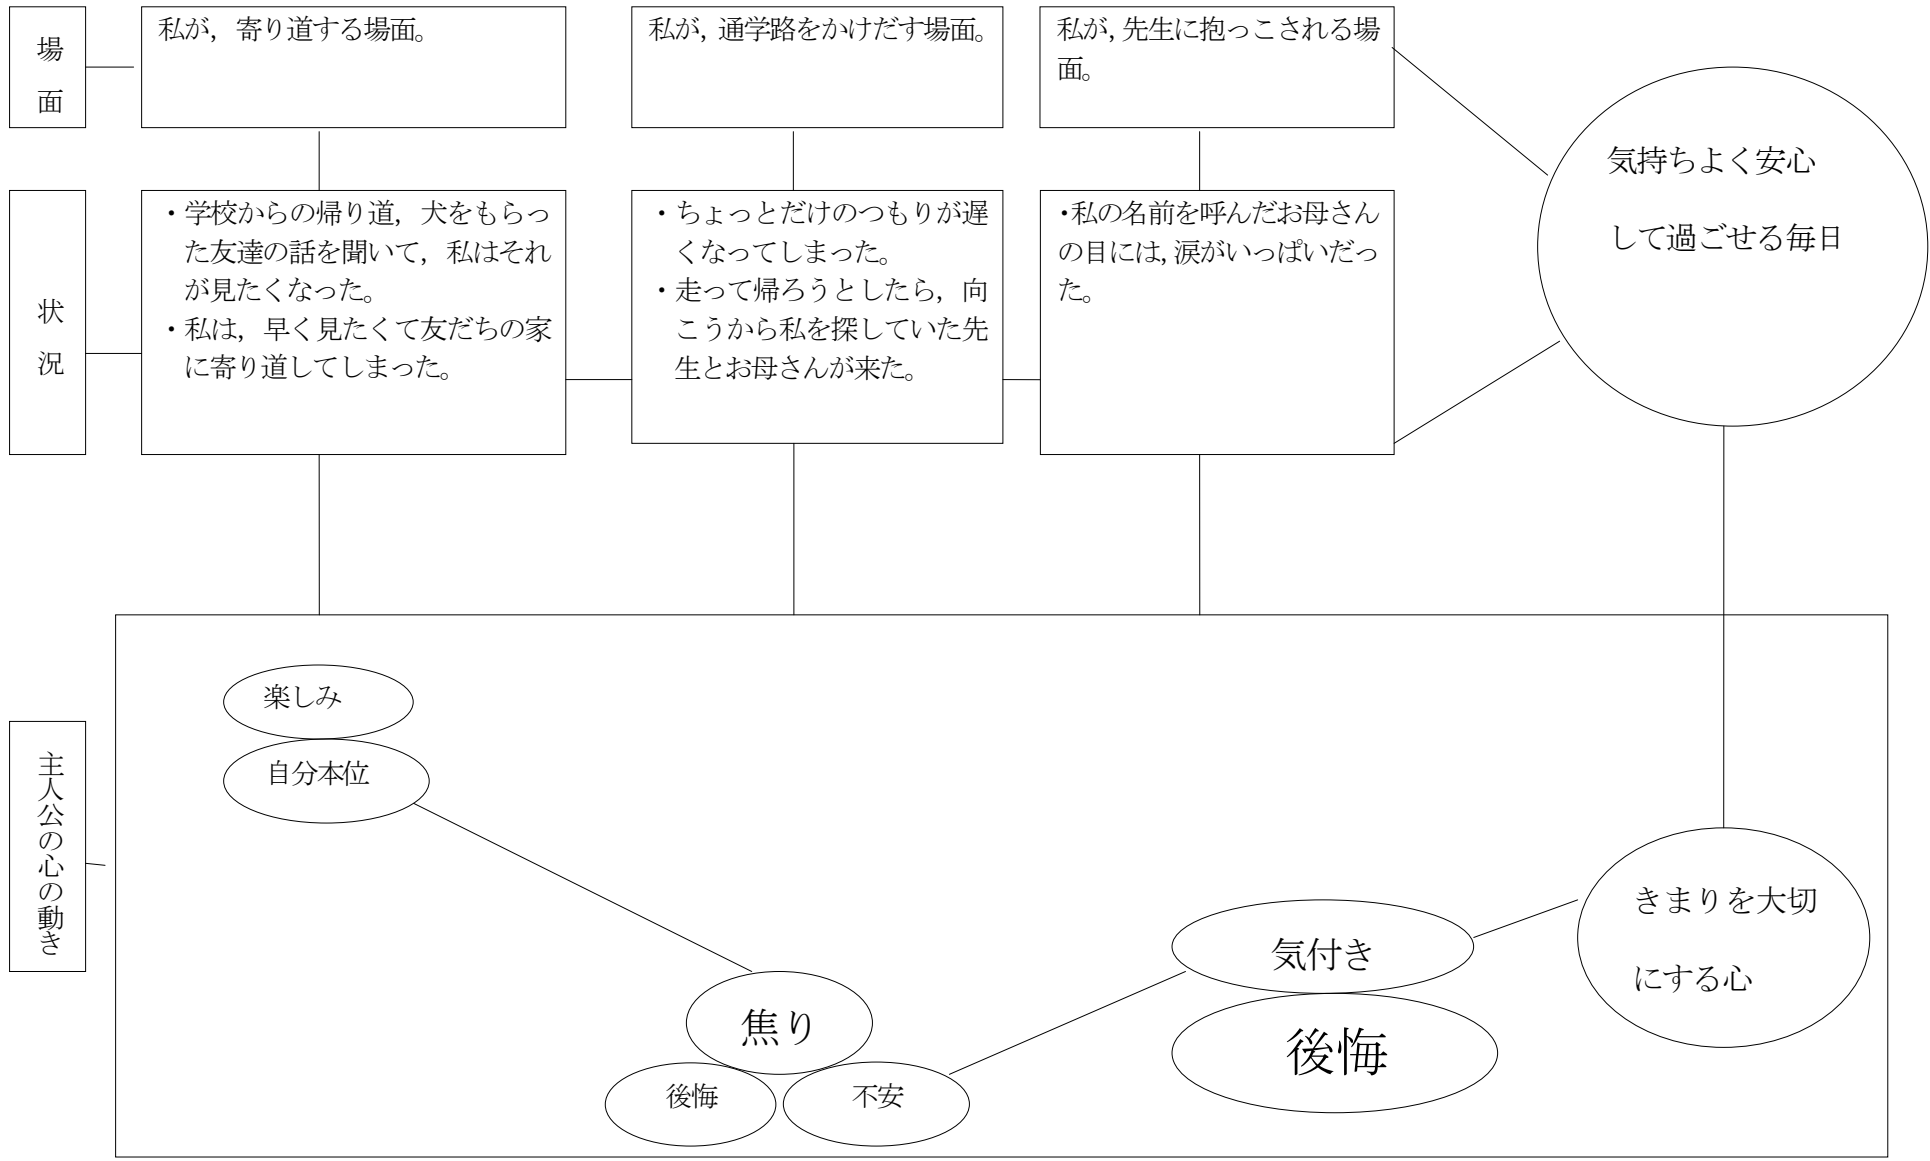 場
面
私が，寄り道する場面。
私が，通学路をかけだす場面。
私が，先生に抱っこされる場
面。
気持ちよく安心
して過ごせる毎日
状
況
・学校からの帰り道，犬をもらっ
た友達の話を聞いて，私はそれ
が見たくなった。
・私は，早く見たくて友だちの家
に寄り道してしまった。
・ちょっとだけのつもりが遅
くなってしまった。
・走って帰ろうとしたら，向
こうから私を探していた先
生とお母さんが来た。
・私の名前を呼んだお母さん
の目には，涙がいっぱいだっ
た。
主人公の心の動き
楽しみ
自分本位
焦り
後悔
不安
気付き
後悔
きまりを大切
にする心